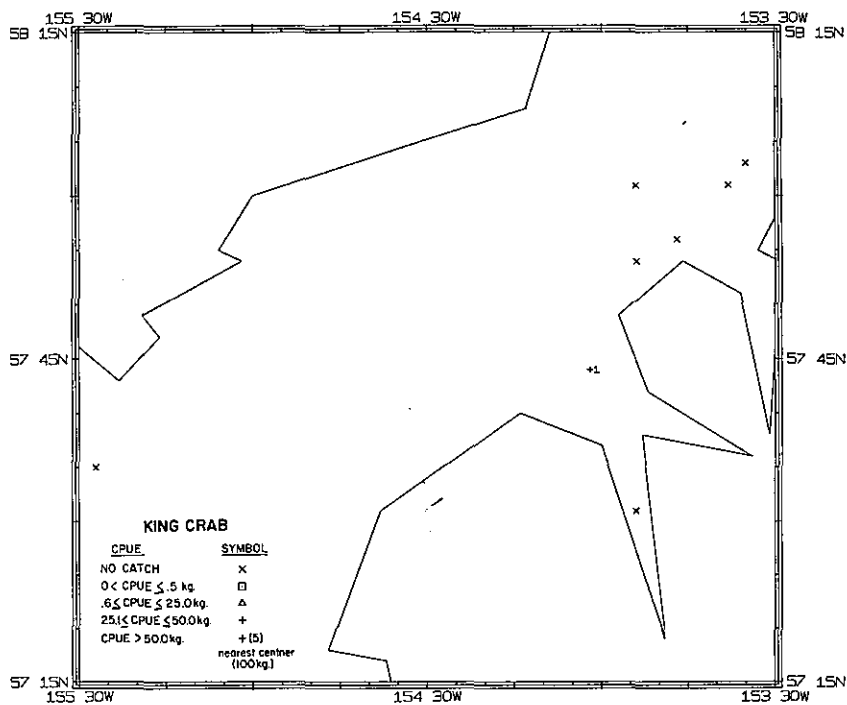 155 30W 154 30W 153 30W
58 15N 58 15N
57 45N 57 45N
+1
KING CRAB
CPUE SYMBOL
NO CATCH x
0 < CPUE ≤ .5 kg. □
.6 ≤ CPUE ≤ 25.0kg. △
25.1 ≤ CPUE ≤ 50.0kg. +
CPUE > 50.0kg. +(5)
nearest centner
(100kg.)
57 15N 57 15N
155 30W 154 30W 153 30W